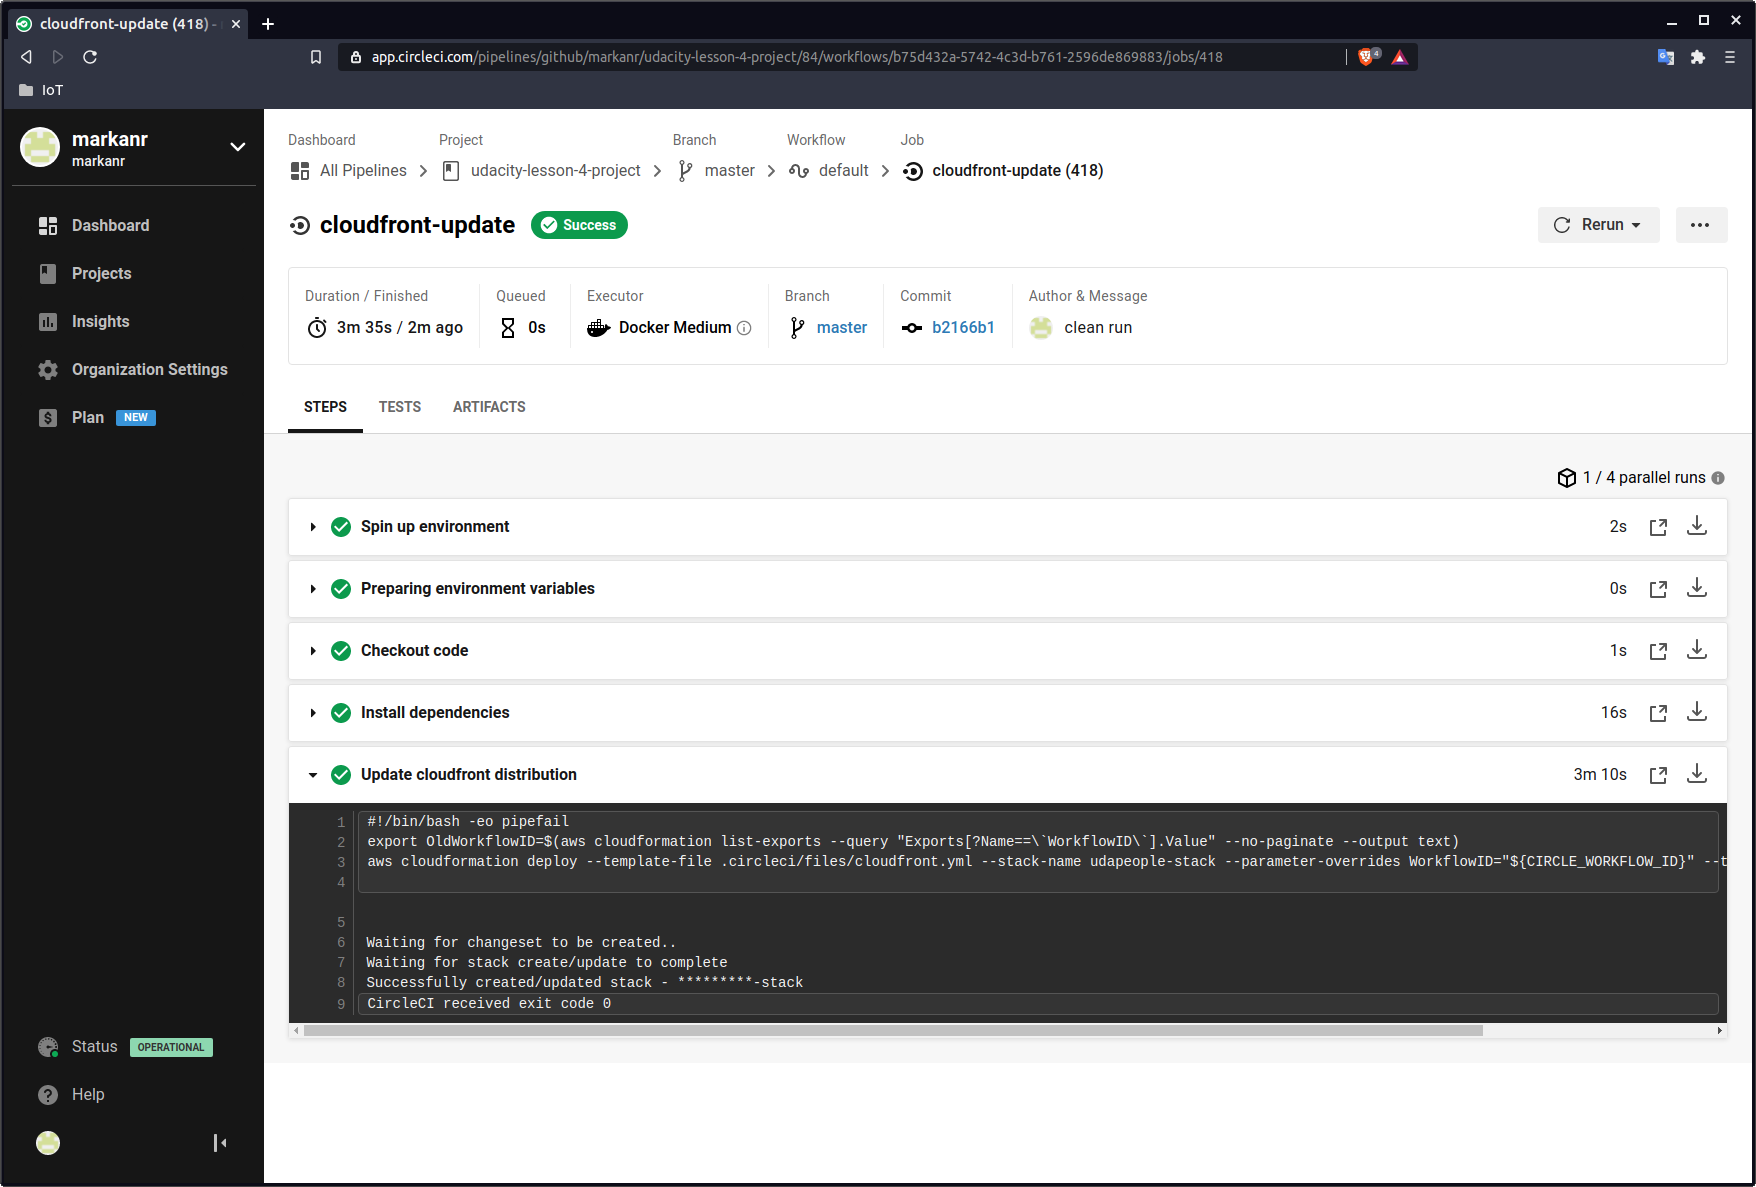 cloudfront-update (418) -
app.circleci.com/pipelines/github/markanr/udacity-lesson-4-project/84/workflows/b75d432a-5742-4c3d-b761-2596de869883/jobs/418
4
IoT
markanr
markanr
Dashboard
Projects
Insights
Organization Settings
Plan NEW
Status OPERATIONAL
Help
Dashboard Project Branch Workflow Job
All Pipelines udacity-lesson-4-project master default cloudfront-update (418)
cloudfront-update Success Rerun
Duration / Finished Queued Executor Branch Commit Author & Message
3m 35s / 2m ago 0s Docker Medium master b2166b1 clean run
STEPS TESTS ARTIFACTS
1 / 4 parallel runs
Spin up environment 2s
Preparing environment variables 0s
Checkout code 1s
Install dependencies 16s
Update cloudfront distribution 3m 10s
1 #!/bin/bash -eo pipefail
2 export OldWorkflowID=$(aws cloudformation list-exports --query "Exports[?Name==\`WorkflowID\`].Value" --no-paginate --output text)
3 aws cloudformation deploy --template-file .circleci/files/cloudfront.yml --stack-name udapeople-stack --parameter-overrides WorkflowID="${CIRCLE_WORKFLOW_ID}" --t
4
5
6 Waiting for changeset to be created..
7 Waiting for stack create/update to complete
8 Successfully created/updated stack - *********-stack
9 CircleCI received exit code 0